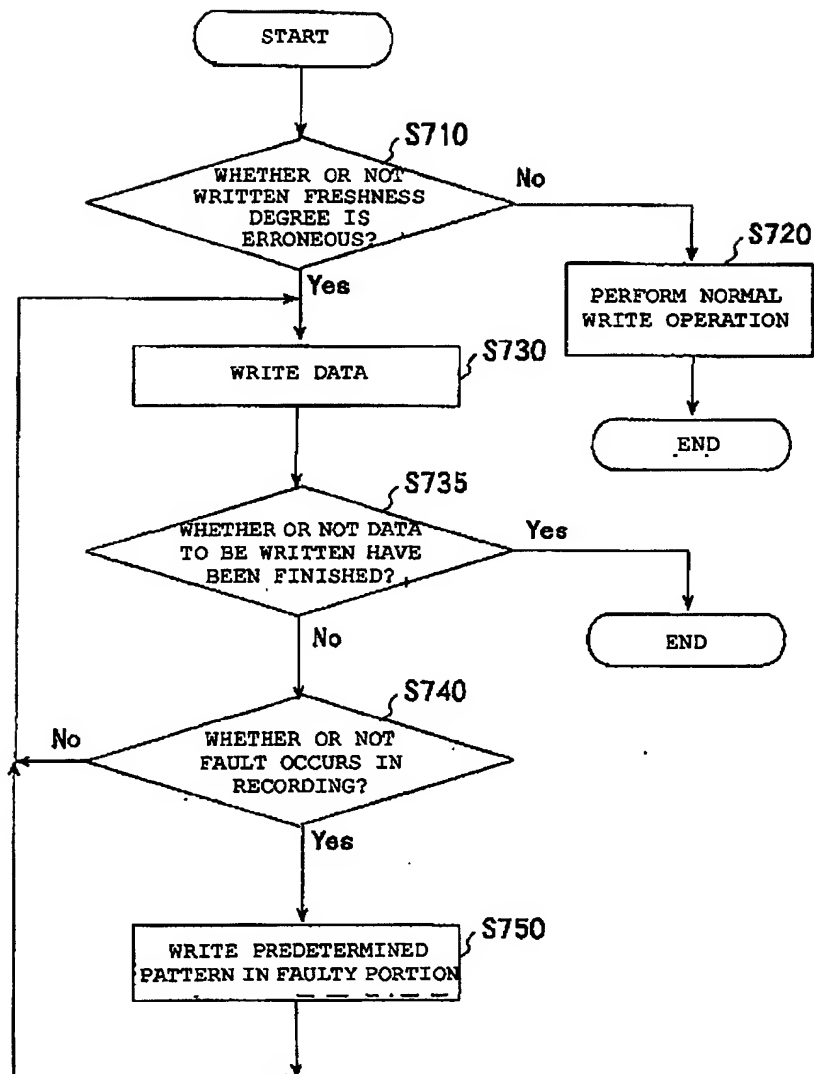 START
S710
WHETHER OR NOT
WRITTEN FRESHNESS
DEGREE IS
ERRONEOUS?
No
Yes
S720
PERFORM NORMAL
WRITE OPERATION
END
S730
WRITE DATA
S735
WHETHER OR NOT DATA
TO BE WRITTEN HAVE
BEEN FINISHED?
Yes
END
No
S740
WHETHER OR NOT
FAULT OCCURS IN
RECORDING?
No
Yes
S750
WRITE PREDETERMINED
PATTERN IN FAULTY PORTION